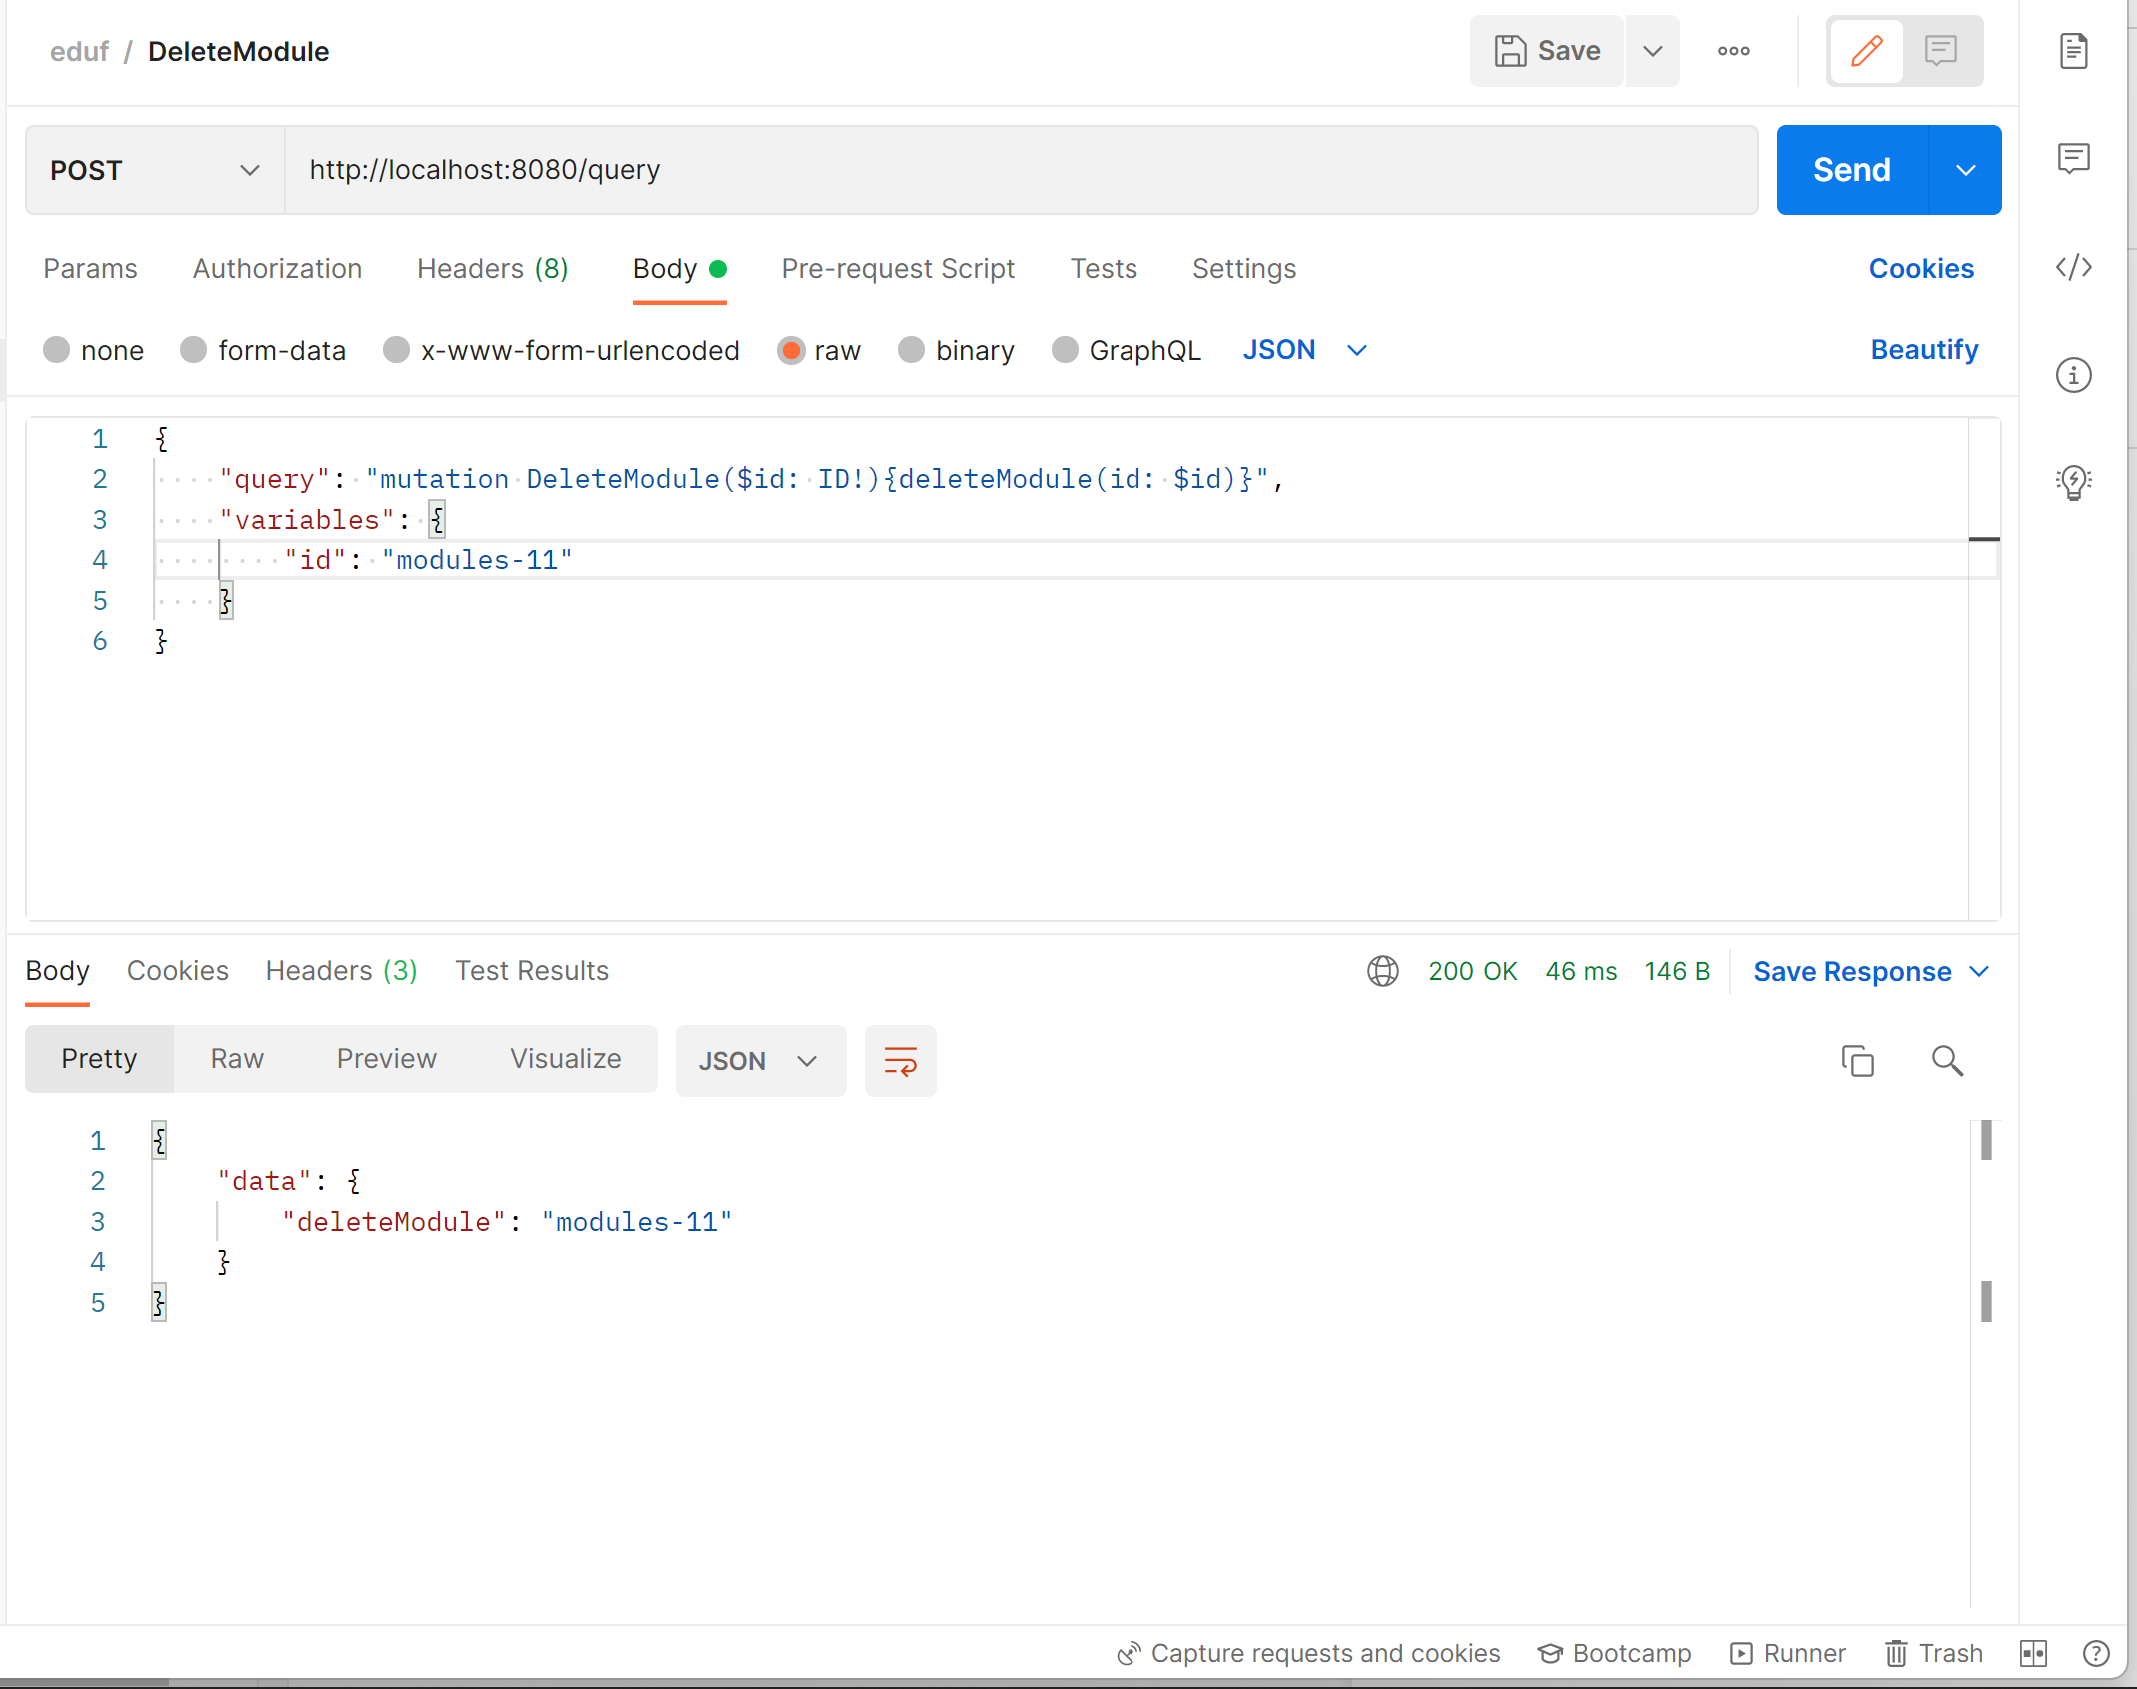 eduf / DeleteModule
Save
POST
http://localhost:8080/query
Send
Params Authorization Headers (8) Body Pre-request Script Tests Settings Cookies
none form-data x-www-form-urlencoded raw binary GraphQL JSON Beautify
1 {
2 "query": "mutation DeleteModule($id: ID!){deleteModule(id: $id)}",
3 "variables": {
4 "id": "modules-11"
5 }
6 }
Body Cookies Headers (3) Test Results 200 OK 46 ms 146 B Save Response
Pretty Raw Preview Visualize JSON
1 {
2 "data": {
3 "deleteModule": "modules-11"
4 }
5 }
Capture requests and cookies Bootcamp Runner Trash